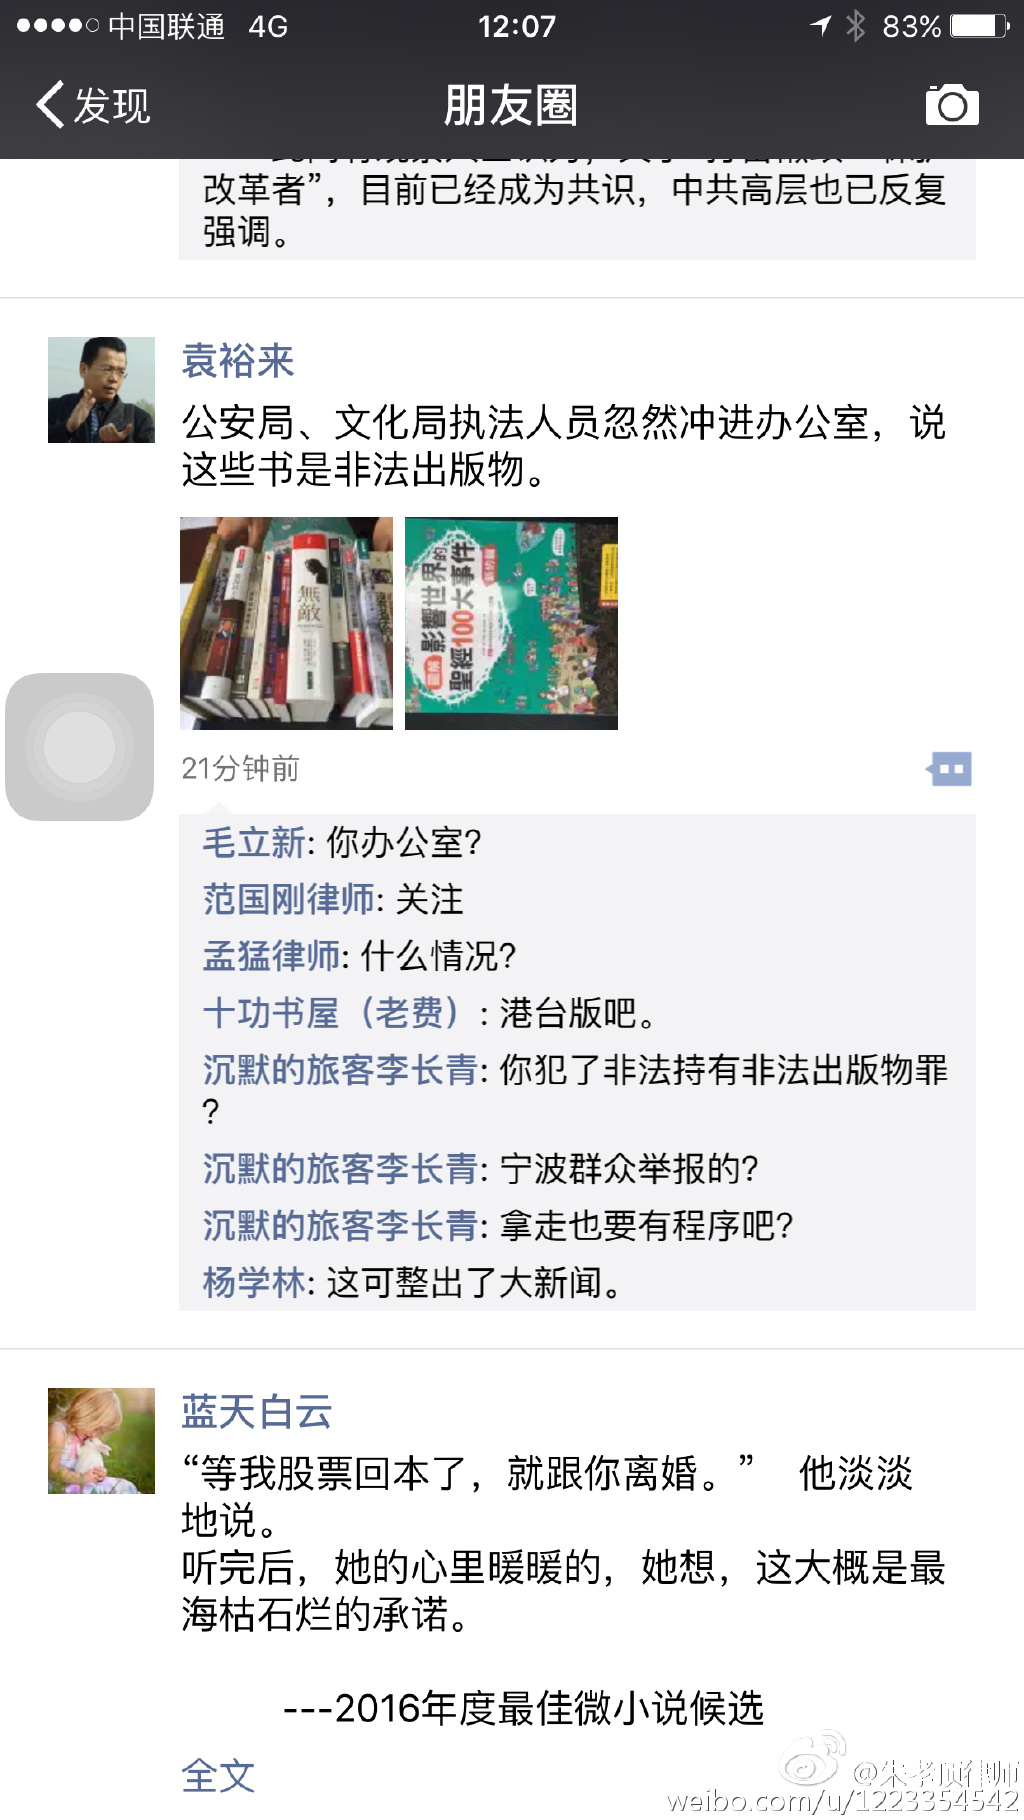 中国联通 4G 12:07 83%
发现 朋友圈
改革者”，目前已经成为共识，中共高层也已反复
强调。
袁裕来
公安局、文化局执法人员忽然冲进办公室，说
这些书是非法出版物。
無敵
圖解
影響世界的
聖經100大事件
21分钟前
毛立新: 你办公室?
范国刚律师: 关注
孟猛律师: 什么情况?
十功书屋（老费）: 港台版吧。
沉默的旅客李长青: 你犯了非法持有非法出版物罪
?
沉默的旅客李长青: 宁波群众举报的?
沉默的旅客李长青: 拿走也要有程序吧?
杨学林: 这可整出了大新闻。
蓝天白云
“等我股票回本了，就跟你离婚。” 他淡淡
地说。
听完后，她的心里暖暖的，她想，这大概是最
海枯石烂的承诺。
---2016年度最佳微小说候选
全文
@朱孝顶律师
weibo.com/u/1223354542